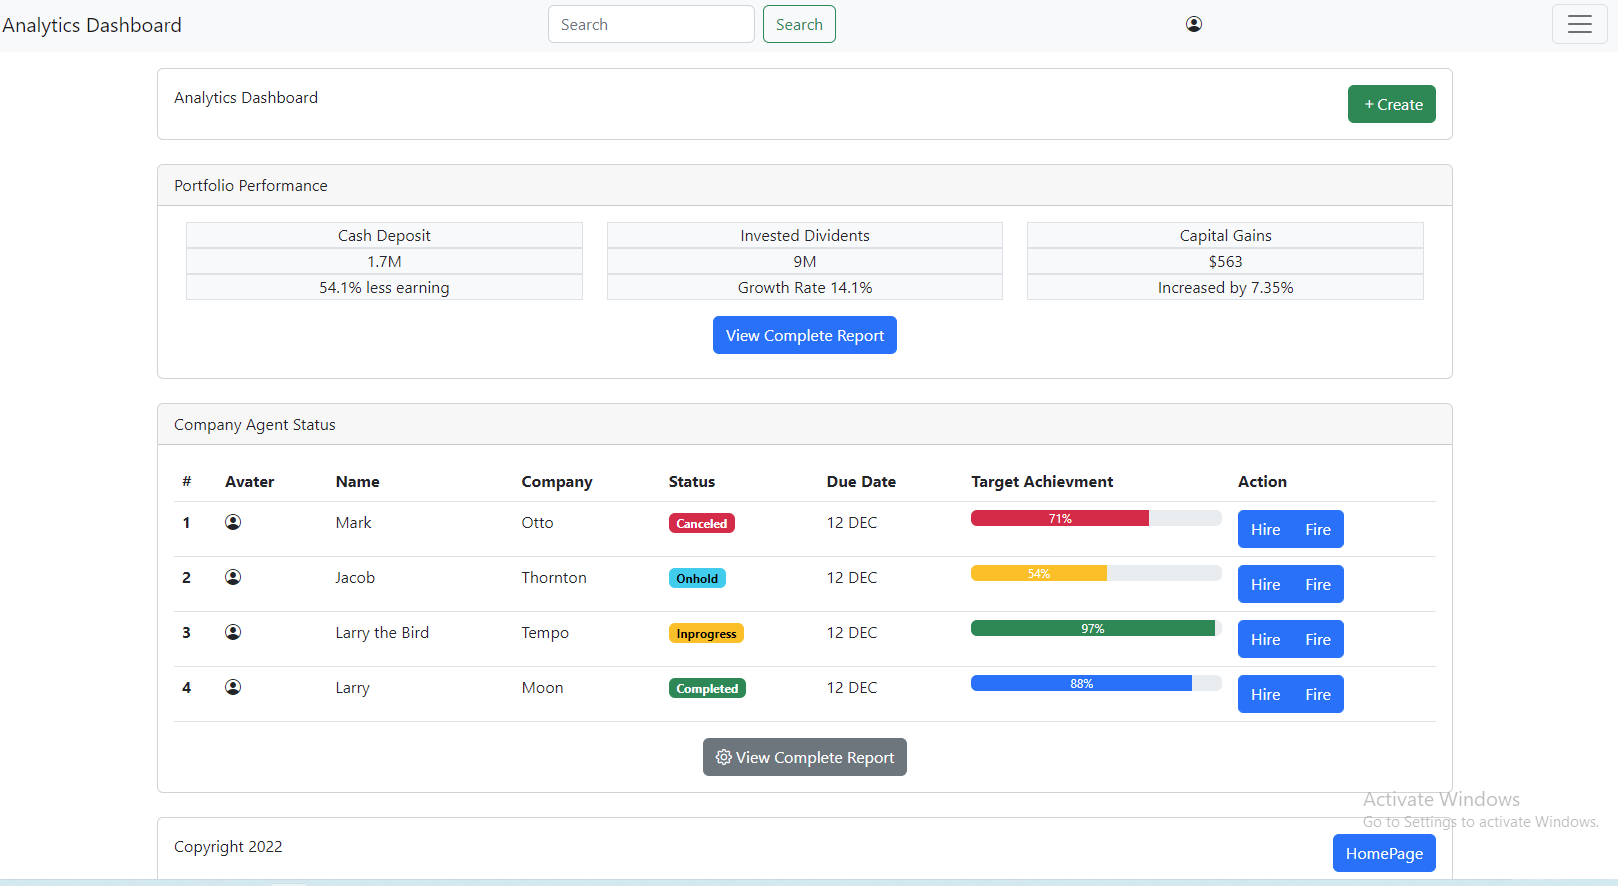 Analytics Dashboard Search Search
Analytics Dashboard + Create
Portfolio Performance
Cash Deposit Invested Dividents Capital Gains
1.7M 9M $563
54.1% less earning Growth Rate 14.1% Increased by 7.35%
View Complete Report
Company Agent Status
# Avater Name Company Status Due Date Target Achievment Action
1 Mark Otto Canceled 12 DEC 71% Hire Fire
2 Jacob Thornton Onhold 12 DEC 54% Hire Fire
3 Larry the Bird Tempo Inprogress 12 DEC 97% Hire Fire
4 Larry Moon Completed 12 DEC 88% Hire Fire
View Complete Report
Activate Windows
Go to Settings to activate Windows.
Copyright 2022 HomePage